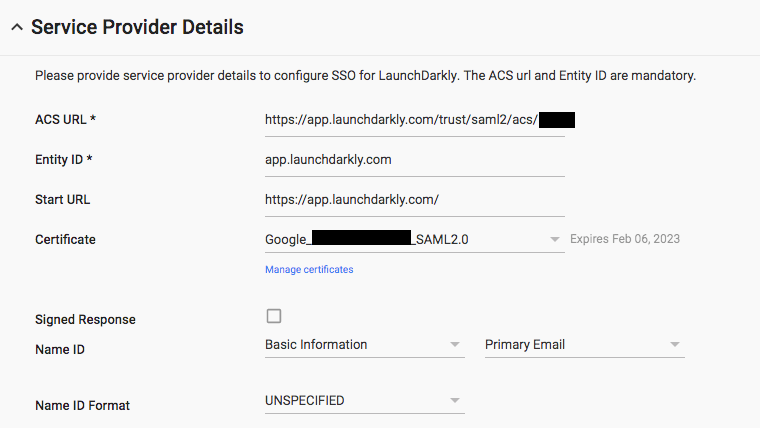 Service Provider Details
Please provide service provider details to configure SSO for LaunchDarkly. The ACS url and Entity ID are mandatory.
ACS URL * https://app.launchdarkly.com/trust/saml2/acs/
Entity ID * app.launchdarkly.com
Start URL https://app.launchdarkly.com/
Certificate Google_ _SAML2.0 Expires Feb 06, 2023
Manage certificates
Signed Response
Name ID Basic Information Primary Email
Name ID Format UNSPECIFIED